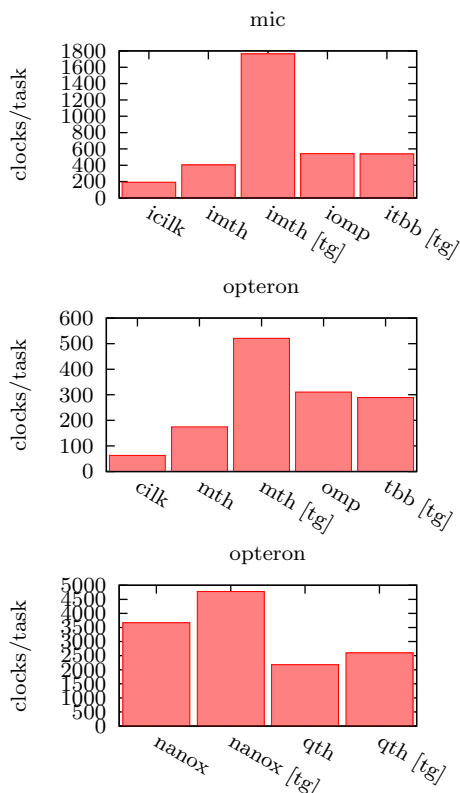 mic
clocks/task
1800
1600
1400
1200
1000
800
600
400
200
0
icilk
imth
imth [tg]
iomp
itbb [tg]
opteron
clocks/task
600
500
400
300
200
100
0
cilk
mth
mth [tg]
omp
tbb [tg]
opteron
clocks/task
5000
4500
4000
3500
3000
2500
2000
1500
1000
500
0
nanox
nanox [tg]
qth
qth [tg]